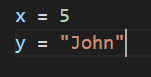 x = 5
y = "John"